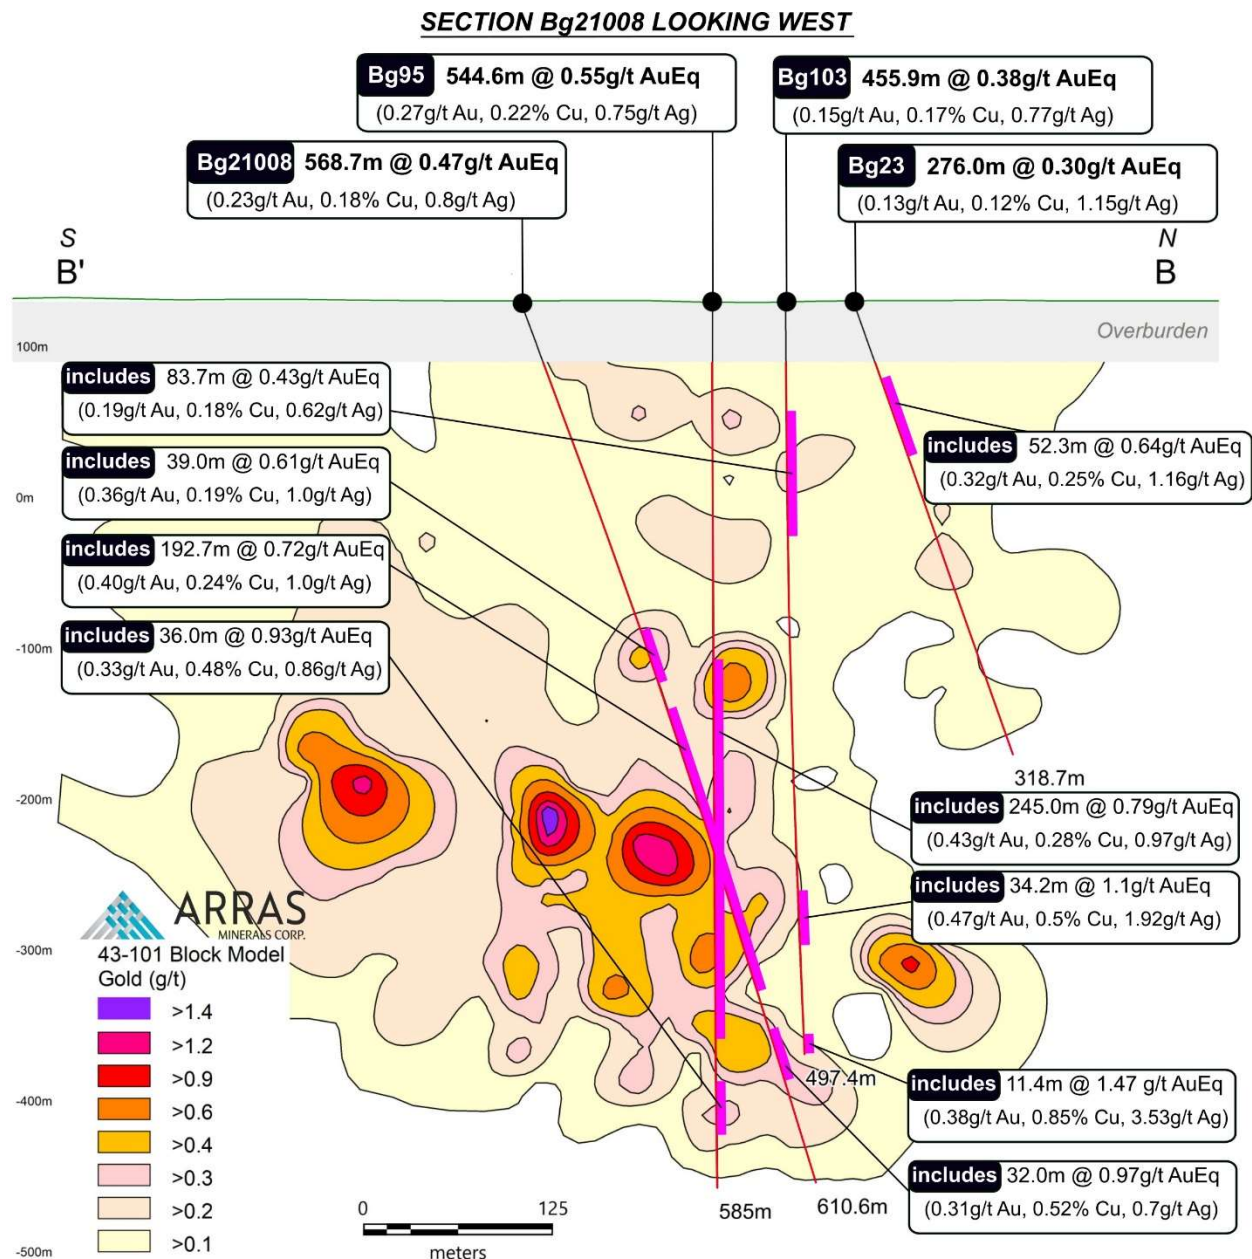 SECTION Bg21008 LOOKING WEST
Bg95 544.6m @ 0.55g/t AuEq
(0.27g/t Au, 0.22% Cu, 0.75g/t Ag)
Bg103 455.9m @ 0.38g/t AuEq
(0.15g/t Au, 0.17% Cu, 0.77g/t Ag)
Bg21008 568.7m @ 0.47g/t AuEq
(0.23g/t Au, 0.18% Cu, 0.8g/t Ag)
Bg23 276.0m @ 0.30g/t AuEq
(0.13g/t Au, 0.12% Cu, 1.15g/t Ag)
S
B'
N
B
Overburden
100m
0m
-100m
-200m
-300m
-400m
-500m
includes 83.7m @ 0.43g/t AuEq
(0.19g/t Au, 0.18% Cu, 0.62g/t Ag)
includes 39.0m @ 0.61g/t AuEq
(0.36g/t Au, 0.19% Cu, 1.0g/t Ag)
includes 192.7m @ 0.72g/t AuEq
(0.40g/t Au, 0.24% Cu, 1.0g/t Ag)
includes 36.0m @ 0.93g/t AuEq
(0.33g/t Au, 0.48% Cu, 0.86g/t Ag)
includes 52.3m @ 0.64g/t AuEq
(0.32g/t Au, 0.25% Cu, 1.16g/t Ag)
318.7m
includes 245.0m @ 0.79g/t AuEq
(0.43g/t Au, 0.28% Cu, 0.97g/t Ag)
includes 34.2m @ 1.1g/t AuEq
(0.47g/t Au, 0.5% Cu, 1.92g/t Ag)
497.4m
includes 11.4m @ 1.47 g/t AuEq
(0.38g/t Au, 0.85% Cu, 3.53g/t Ag)
includes 32.0m @ 0.97g/t AuEq
(0.31g/t Au, 0.52% Cu, 0.7g/t Ag)
585m
610.6m
ARRAS
MINERALS CORP.
43-101 Block Model
Gold (g/t)
>1.4
>1.2
>0.9
>0.6
>0.4
>0.3
>0.2
>0.1
0 125
meters